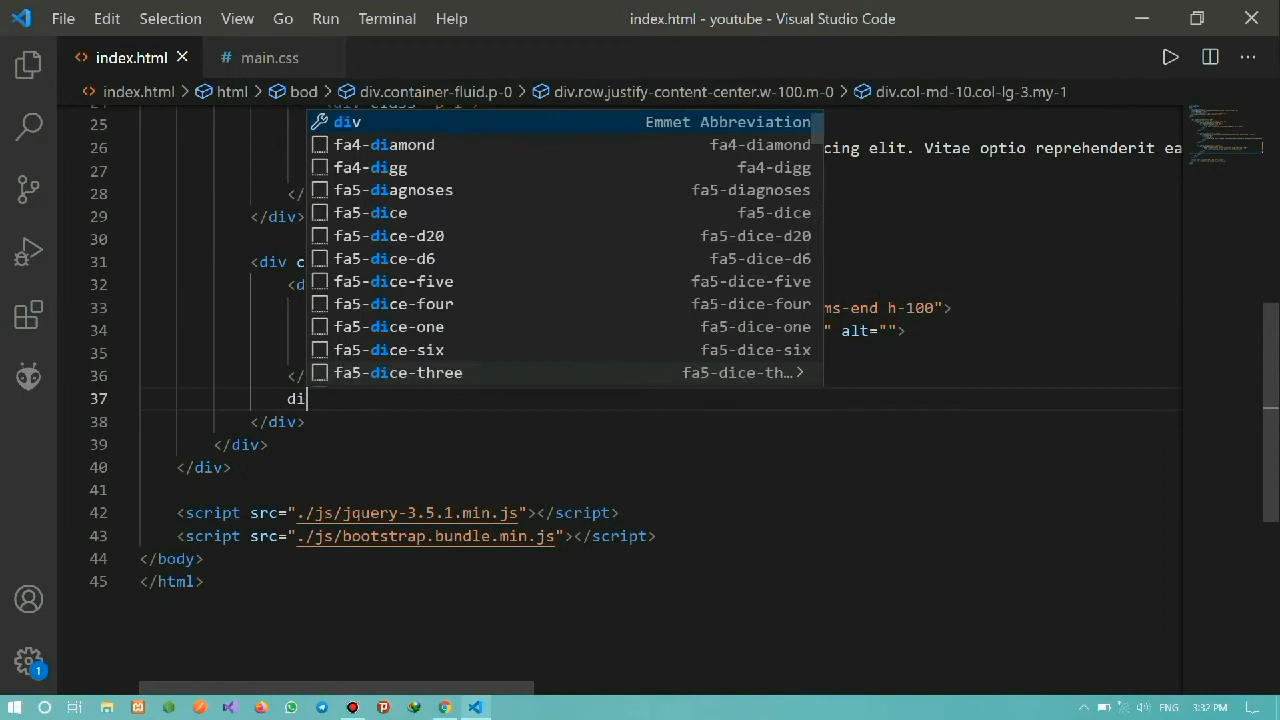 File Edit Selection View Go Run Terminal Help index.html - youtube - Visual Studio Code
index.html # main.css
index.html > html > bod > div.container-fluid.p-0 > div.row.justify-content-center.w-100.m-0 > div.col-md-10.col-lg-3.my-1
div Emmet Abbreviation
25
fa4-diamond fa4-diamond
26 cing elit. Vitae optio reprehenderit ea
fa4-digg fa4-digg
27
fa5-diagnoses fa5-diagnoses
28 </
fa5-dice fa5-dice
29 </div>
fa5-dice-d20 fa5-dice-d20
30
fa5-dice-d6 fa5-dice-d6
31 <div c
fa5-dice-five fa5-dice-five
32 <d
fa5-dice-four fa5-dice-four
33 ms-end h-100">
fa5-dice-one fa5-dice-one
34 " alt="">
fa5-dice-six fa5-dice-six
35
fa5-dice-three fa5-dice-th...>
36 </
37 di
38 </div>
39 </div>
40 </div>
41
42 <script src="./js/jquery-3.5.1.min.js"></script>
43 <script src="./js/bootstrap.bundle.min.js"></script>
44 </body>
45 </html>
1
ENG 3:32 PM